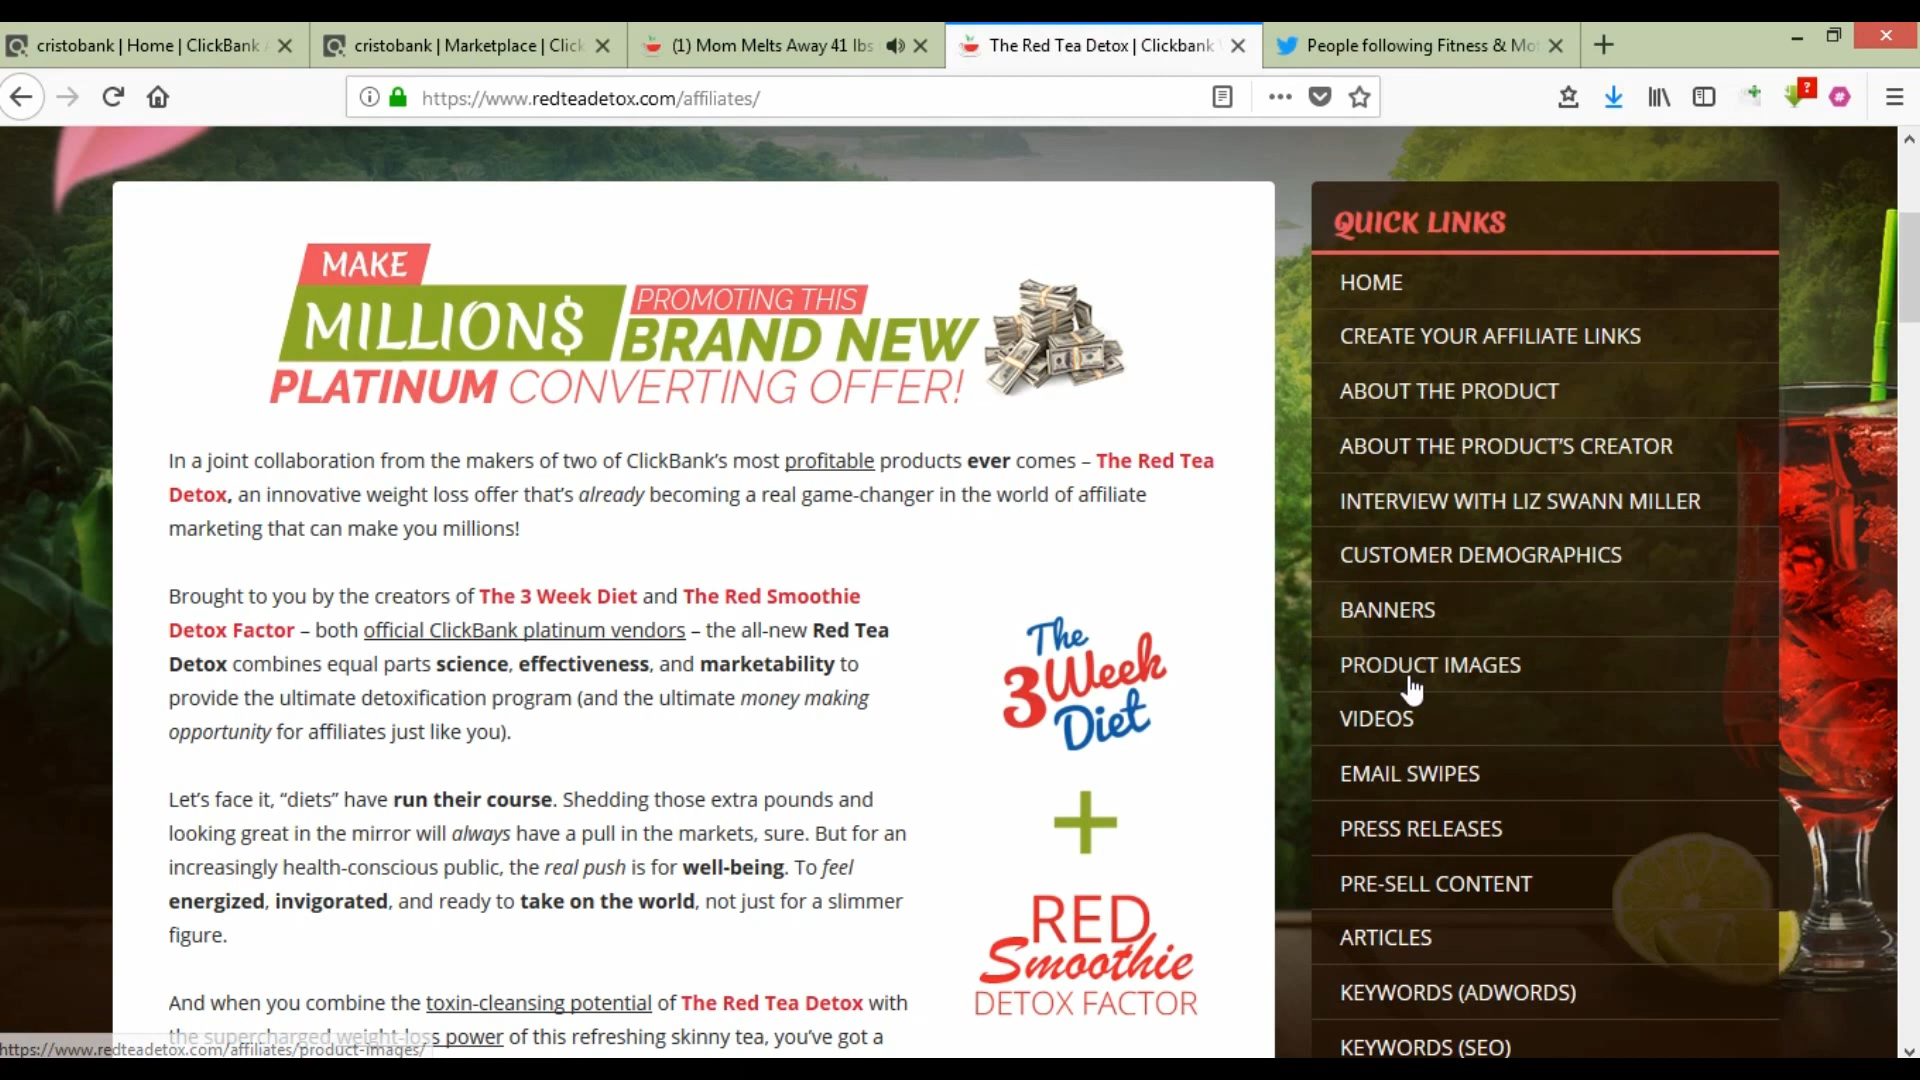 cristobank | Home | ClickBank
cristobank | Marketplace | Click
(1) Mom Melts Away 41 lbs
The Red Tea Detox | Clickbank
People following Fitness & Mo
https://www.redteadetox.com/affiliates/
MAKE
MILLION$
PROMOTING THIS
BRAND NEW
PLATINUM CONVERTING OFFER!
In a joint collaboration from the makers of two of ClickBank’s most profitable products ever comes – The Red Tea
Detox, an innovative weight loss offer that’s already becoming a real game-changer in the world of affiliate
marketing that can make you millions!
Brought to you by the creators of The 3 Week Diet and The Red Smoothie
Detox Factor – both official ClickBank platinum vendors – the all-new Red Tea
Detox combines equal parts science, effectiveness, and marketability to
provide the ultimate detoxification program (and the ultimate money making
opportunity for affiliates just like you).
Let’s face it, “diets” have run their course. Shedding those extra pounds and
looking great in the mirror will always have a pull in the markets, sure. But for an
increasingly health-conscious public, the real push is for well-being. To feel
energized, invigorated, and ready to take on the world, not just for a slimmer
figure.
And when you combine the toxin-cleansing potential of The Red Tea Detox with
the supercharged weight-loss power of this refreshing skinny tea, you’ve got a
The
3 Week
Diet
+
RED
Smoothie
DETOX FACTOR
QUICK LINKS
HOME
CREATE YOUR AFFILIATE LINKS
ABOUT THE PRODUCT
ABOUT THE PRODUCT’S CREATOR
INTERVIEW WITH LIZ SWANN MILLER
CUSTOMER DEMOGRAPHICS
BANNERS
PRODUCT IMAGES
VIDEOS
EMAIL SWIPES
PRESS RELEASES
PRE-SELL CONTENT
ARTICLES
KEYWORDS (ADWORDS)
KEYWORDS (SEO)
https://www.redteadetox.com/affiliates/product-images/